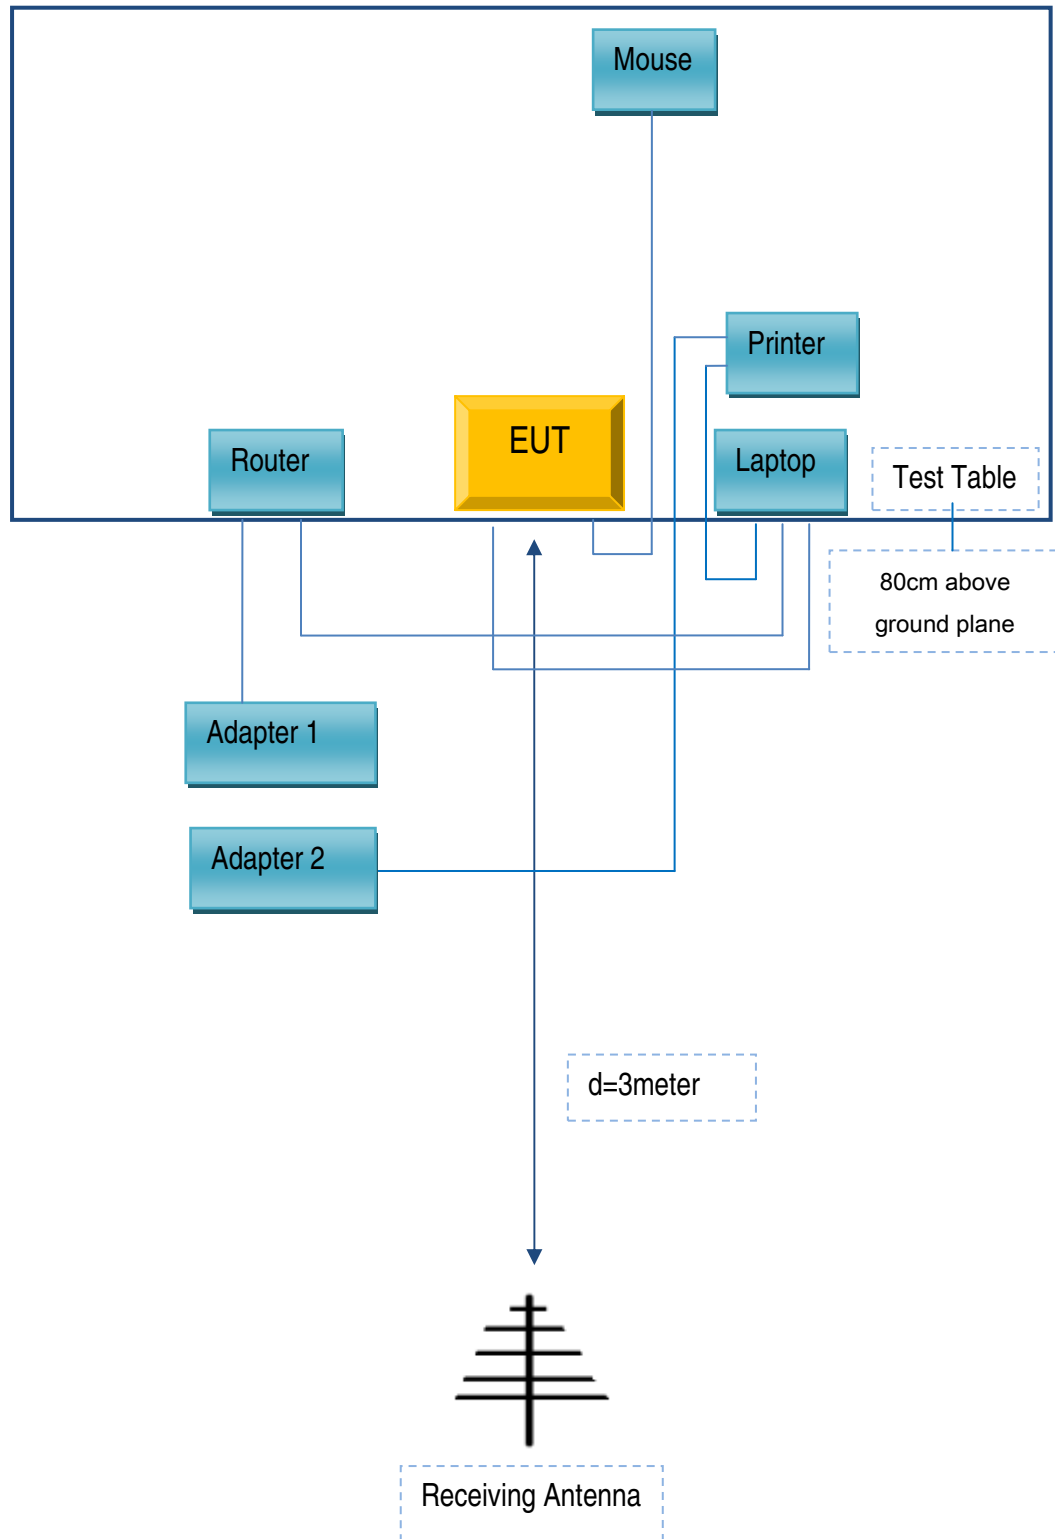 Mouse
Printer
EUT
Router
Laptop
Test Table
80cm above
ground plane
Adapter 1
Adapter 2
d=3meter
Receiving Antenna